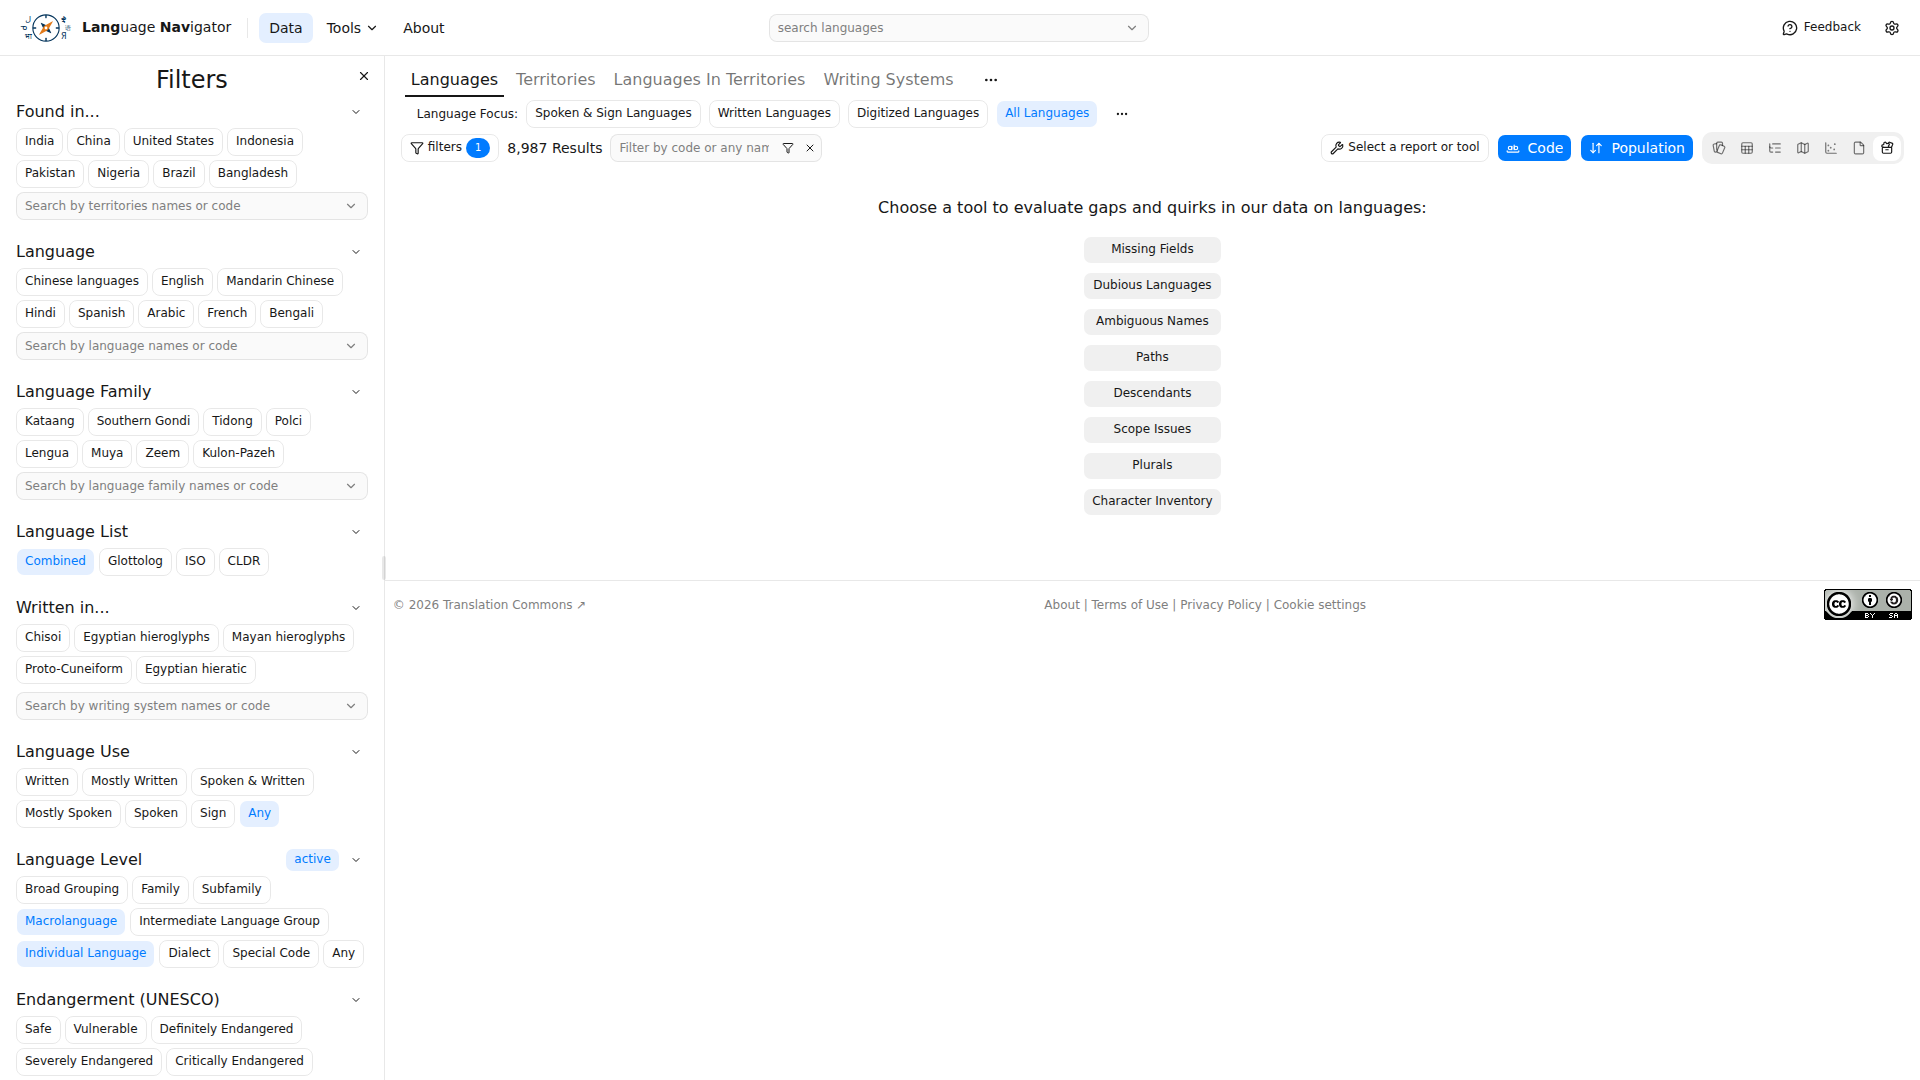 Language Navigator
Data
Tools
About
search languages
Feedback
Filters
Found in...
India
China
United States
Indonesia
Pakistan
Nigeria
Brazil
Bangladesh
Search by territories names or code
Language
Chinese languages
English
Mandarin Chinese
Hindi
Spanish
Arabic
French
Bengali
Search by language names or code
Language Family
Kataang
Southern Gondi
Tidong
Polci
Lengua
Muya
Zeem
Kulon-Pazeh
Search by language family names or code
Language List
Combined
Glottolog
ISO
CLDR
Written in...
Chisoi
Egyptian hieroglyphs
Mayan hieroglyphs
Proto-Cuneiform
Egyptian hieratic
Search by writing system names or code
Language Use
Written
Mostly Written
Spoken & Written
Mostly Spoken
Spoken
Sign
Any
Language Level
active
Broad Grouping
Family
Subfamily
Macrolanguage
Intermediate Language Group
Individual Language
Dialect
Special Code
Any
Endangerment (UNESCO)
Safe
Vulnerable
Definitely Endangered
Severely Endangered
Critically Endangered
Languages
Territories
Languages In Territories
Writing Systems
Language Focus:
Spoken & Sign Languages
Written Languages
Digitized Languages
All Languages
filters 1
8,987 Results
Filter by code or any nam
Select a report or tool
Code
Population
Choose a tool to evaluate gaps and quirks in our data on languages:
Missing Fields
Dubious Languages
Ambiguous Names
Paths
Descendants
Scope Issues
Plurals
Character Inventory
© 2026 Translation Commons ↗
About | Terms of Use | Privacy Policy | Cookie settings
CC BY SA